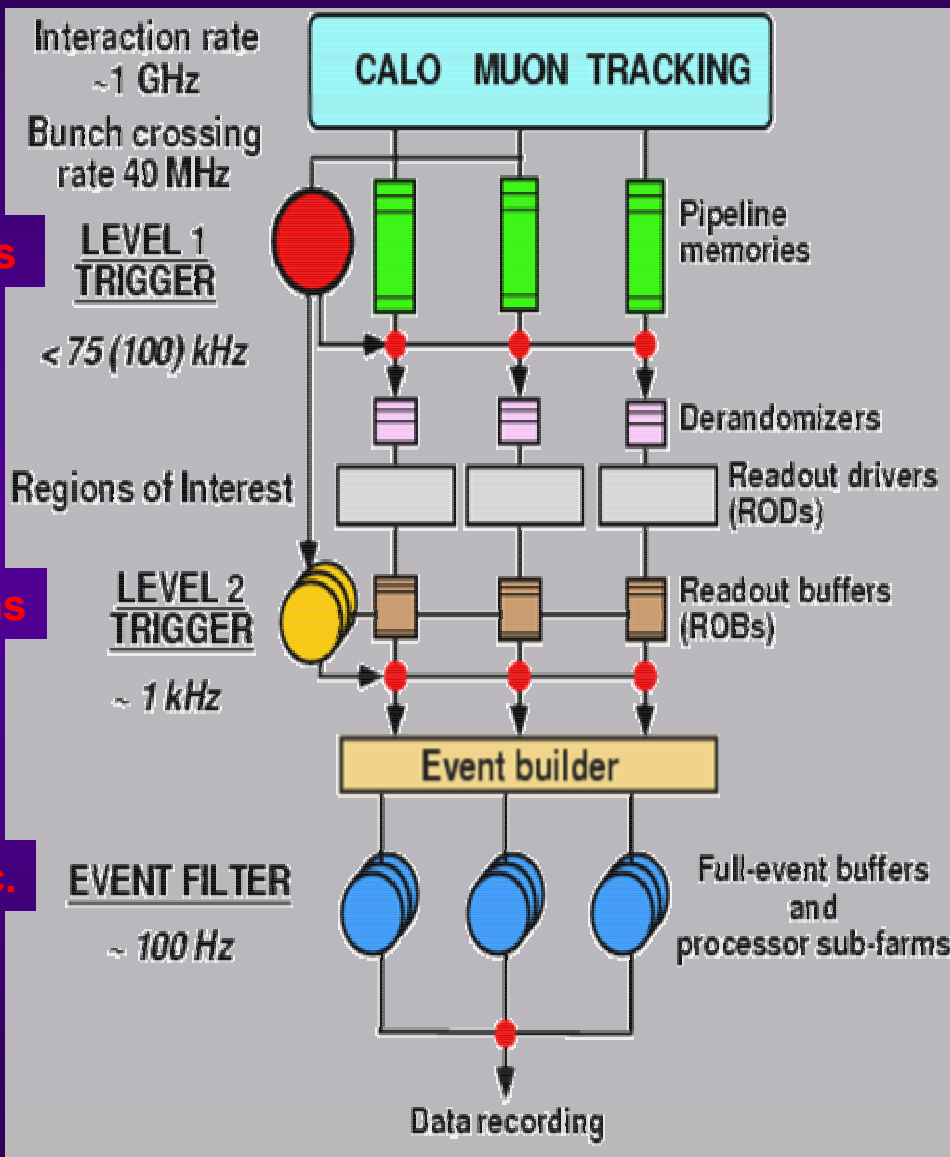 Interaction rate
~1 GHz
CALO MUON TRACKING
Bunch crossing
rate 40 MHz
s
LEVEL 1
TRIGGER
Pipeline
memories
< 75 (100) kHz
Derandomizers
Regions of Interest
Readout drivers
(RODs)
LEVEL 2
TRIGGER
Readout buffers
(ROBs)
~ 1 kHz
Event builder
EVENT FILTER
~ 100 Hz
Full-event buffers
and
processor sub-farms
Data recording